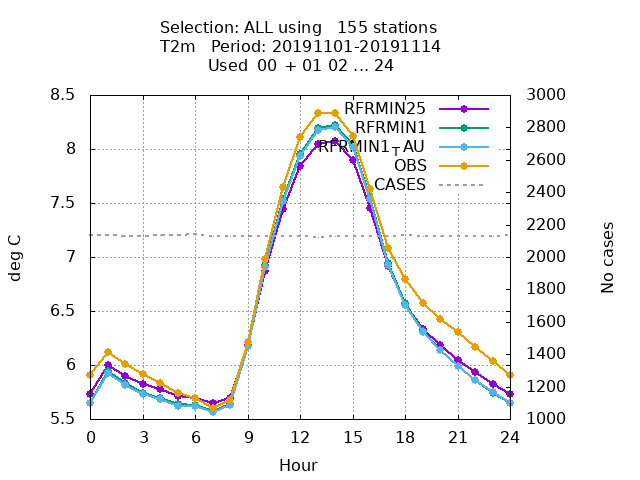 Selection: ALL using   155 stations
T2m   Period: 20191101-20191114
Used  00 + 01 02 ... 24
8.5
8
7.5
7
6.5
6
5.5
3000
2800
2600
2400
2200
2000
1800
1600
1400
1200
1000
RFRMIN25
RFRMIN1
RFRMIN1┬AU
OBS
CASES
deg C
No cases
0 3 6 9 12 15 18 21 24
Hour